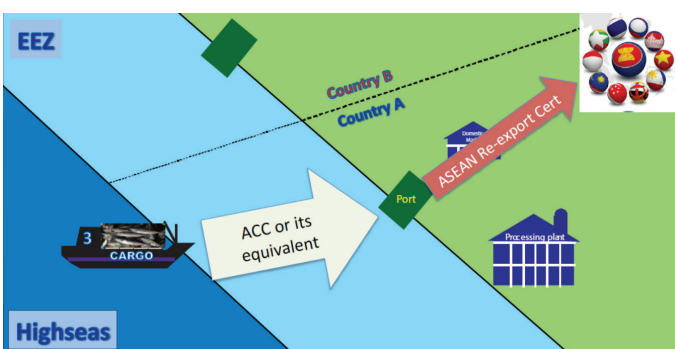 EEZ
Country B
Country A
ASEAN Re-export Cert
Port
ACC or its
equivalent
3
CARGO
Processing plant
Highseas